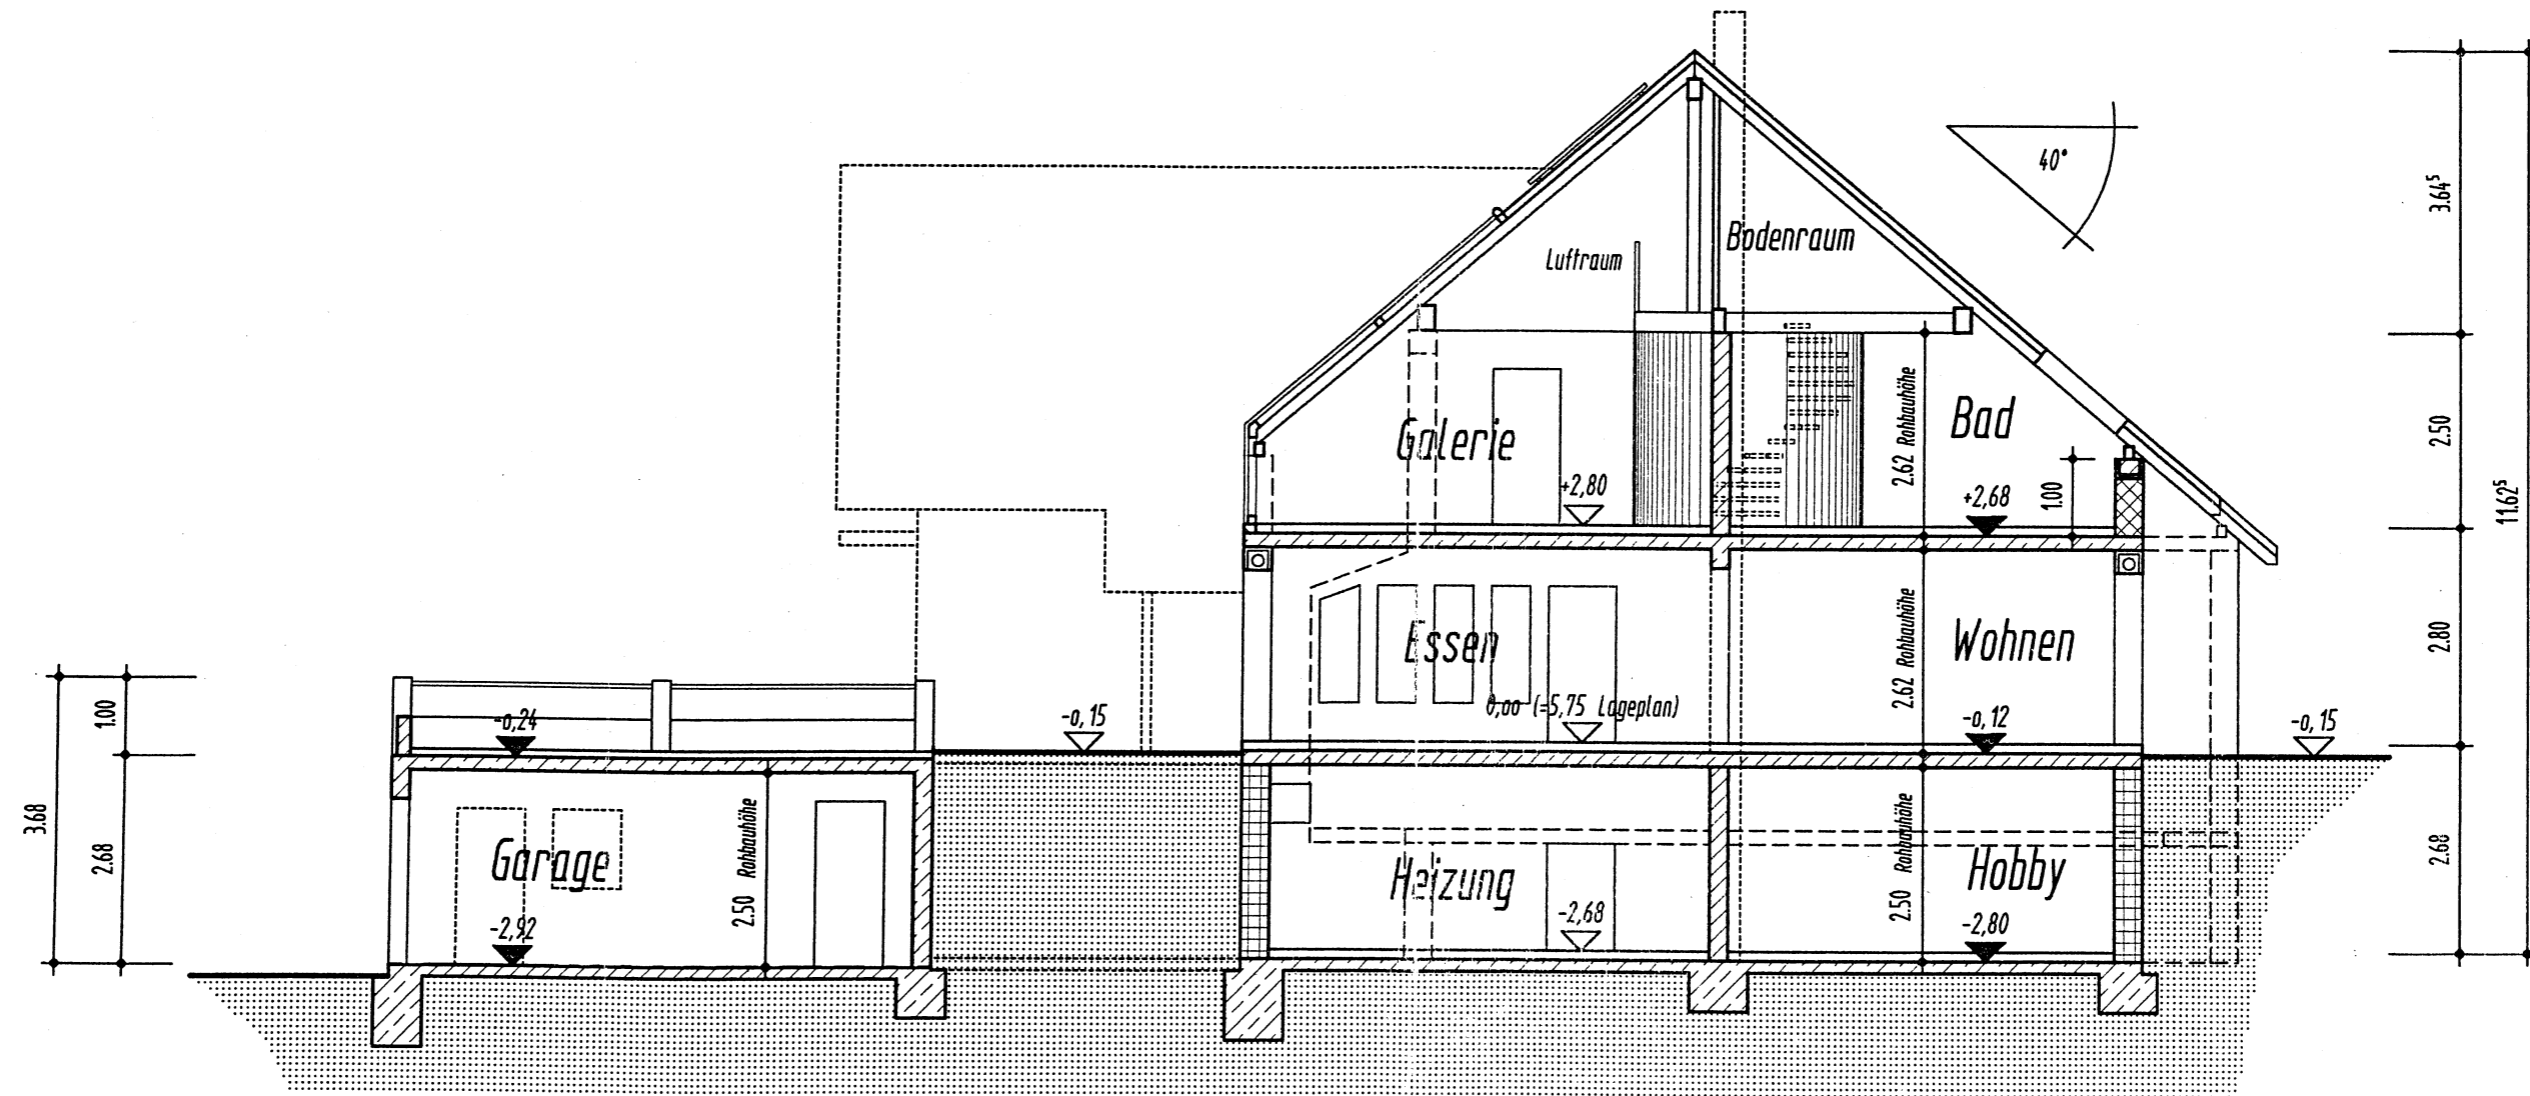 40°
3.64⁵
Bodenraum
Luftraum
2.62 Rohbauhöhe
Bad
Galerie
2.50
+2,80
+2,68
1.00
11.62⁵
2.62 Rohbauhöhe
Essen
Wohnen
2.80
0,00 (=5,75 Lageplan)
-0,12
-0,15
-0,15
-0,24
1.00
3.68
2.68
Garage
2.50 Rohbauhöhe
-2,92
Heizung
-2,68
2.50 Rohbauhöhe
Hobby
-2,80
2.68